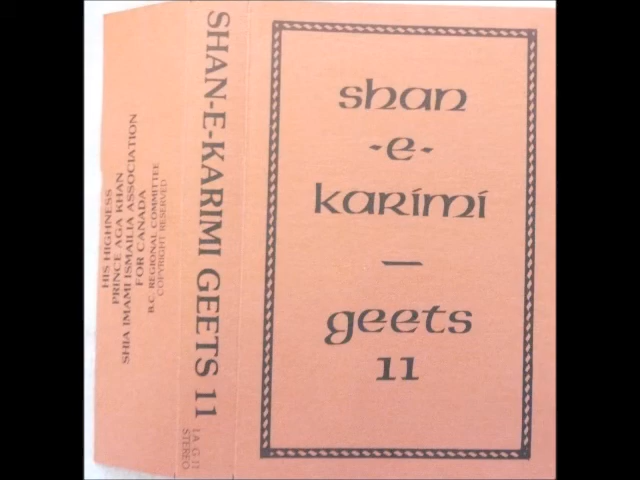 HIS HIGHNESS
PRINCE AGA KHAN
SHIA IMAMI ISMAILIA ASSOCIATION
FOR CANADA
B.C. REGIONAL COMMITTEE
COPYRIGHT RESERVED
SHAN-E-KARIMI GEETS 11
I.A. G 11
STEREO
shan
-e-
karimi
—
geets
11